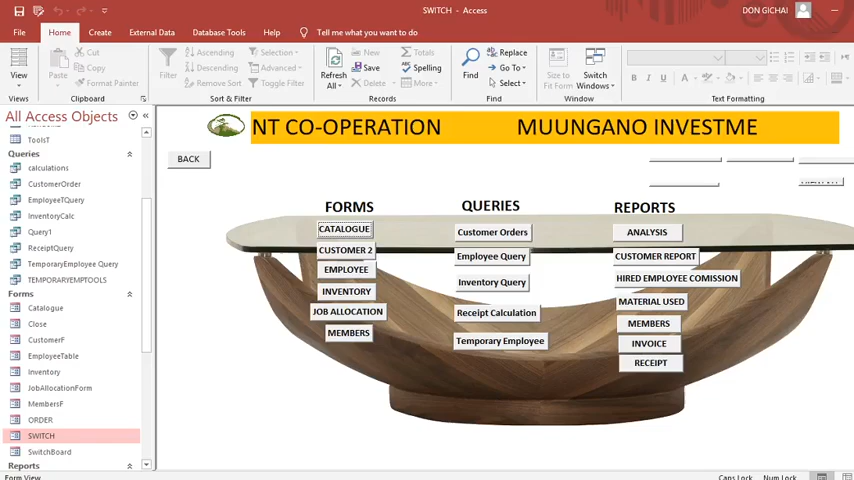 SWITCH - Access
DON GICHAI
File
Home
Create
External Data
Database Tools
Help
Tell me what you want to do
View
Views
Paste
Cut
Copy
Format Painter
Clipboard
Filter
Ascending
Descending
Remove Sort
Selection
Advanced
Toggle Filter
Sort & Filter
Refresh
All
New
Save
Delete
Totals
Spelling
More
Records
Find
Replace
Go To
Select
Find
Size to
Fit Form
Switch
Windows
Window
B I U
Text Formatting
All Access Objects
ToolsT
Queries
calculations
CustomerOrder
EmployeeTQuery
InventoryCalc
Query1
ReceiptQuery
TemporaryEmployee Query
TEMPORARYEMPTOOLS
Forms
Catalogue
Close
CustomerF
EmployeeTable
Inventory
JobAllocationForm
MembersF
ORDER
SWITCH
SwitchBoard
Reports
NT CO-OPERATION MUUNGANO INVESTME
BACK
FORMS
CATALOGUE
CUSTOMER 2
EMPLOYEE
INVENTORY
JOB ALLOCATION
MEMBERS
QUERIES
Customer Orders
Employee Query
Inventory Query
Receipt Calculation
Temporary Employee
REPORTS
ANALYSIS
CUSTOMER REPORT
HIRED EMPLOYEE COMISSION
MATERIAL USED
MEMBERS
INVOICE
RECEIPT
Form View
Caps Lock
Num Lock